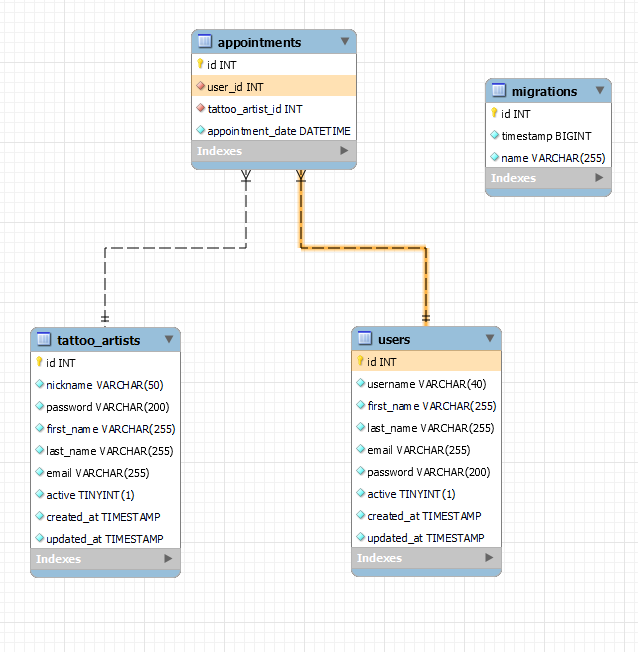 appointments
id INT
user_id INT
tattoo_artist_id INT
appointment_date DATETIME
Indexes
migrations
id INT
timestamp BIGINT
name VARCHAR(255)
Indexes
tattoo_artists
id INT
nickname VARCHAR(50)
password VARCHAR(200)
first_name VARCHAR(255)
last_name VARCHAR(255)
email VARCHAR(255)
active TINYINT(1)
created_at TIMESTAMP
updated_at TIMESTAMP
Indexes
users
id INT
username VARCHAR(40)
first_name VARCHAR(255)
last_name VARCHAR(255)
email VARCHAR(255)
password VARCHAR(200)
active TINYINT(1)
created_at TIMESTAMP
updated_at TIMESTAMP
Indexes